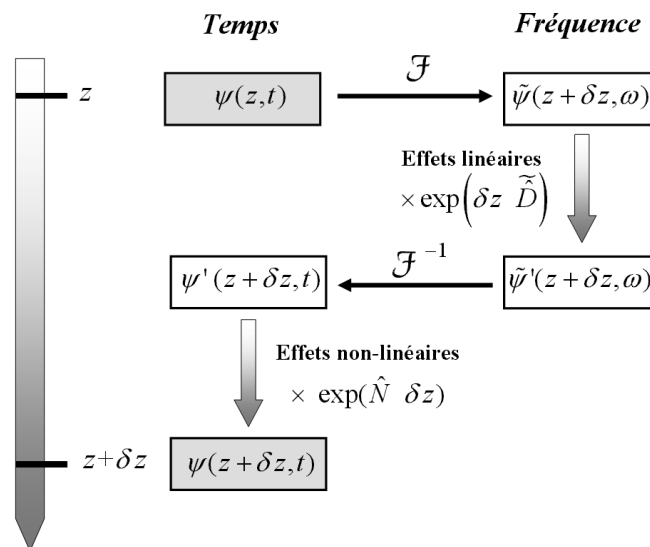 Temps Fréquence
z ψ(z,t) ℱ ψ̃(z + δz,ω)
Effets linéaires
× exp(δz D̃̂)
ψ'(z + δz,t) ℱ⁻¹ ψ̃'(z + δz,ω)
Effets non-linéaires
× exp(N̂ δz)
z+δz ψ(z + δz,t)